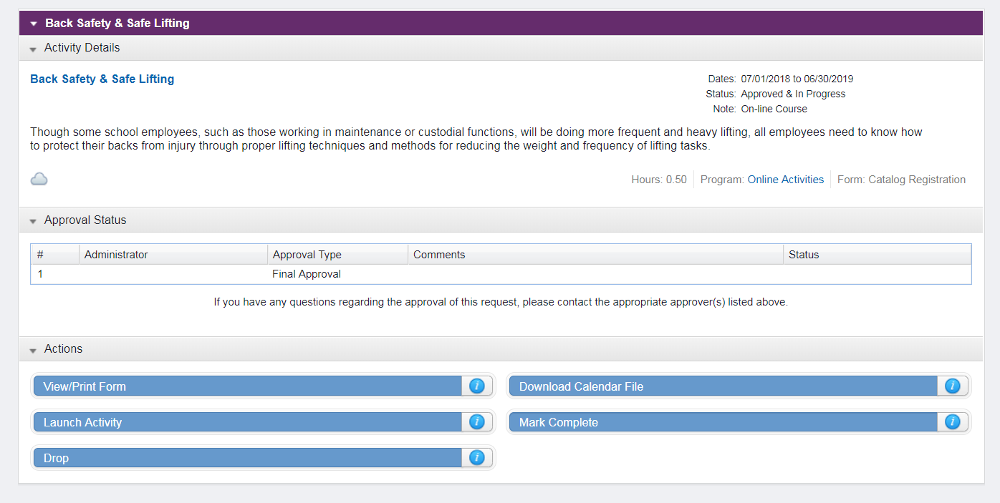 Back Safety & Safe Lifting
Activity Details
Back Safety & Safe Lifting
Dates: 07/01/2018 to 06/30/2019
Status: Approved & In Progress
Note: On-line Course
Though some school employees, such as those working in maintenance or custodial functions, will be doing more frequent and heavy lifting, all employees need to know how
to protect their backs from injury through proper lifting techniques and methods for reducing the weight and frequency of lifting tasks.
Hours: 0.50 Program: Online Activities Form: Catalog Registration
Approval Status
# Administrator Approval Type Comments Status
1 Final Approval
If you have any questions regarding the approval of this request, please contact the appropriate approver(s) listed above.
Actions
View/Print Form i Download Calendar File i
Launch Activity i Mark Complete i
Drop i